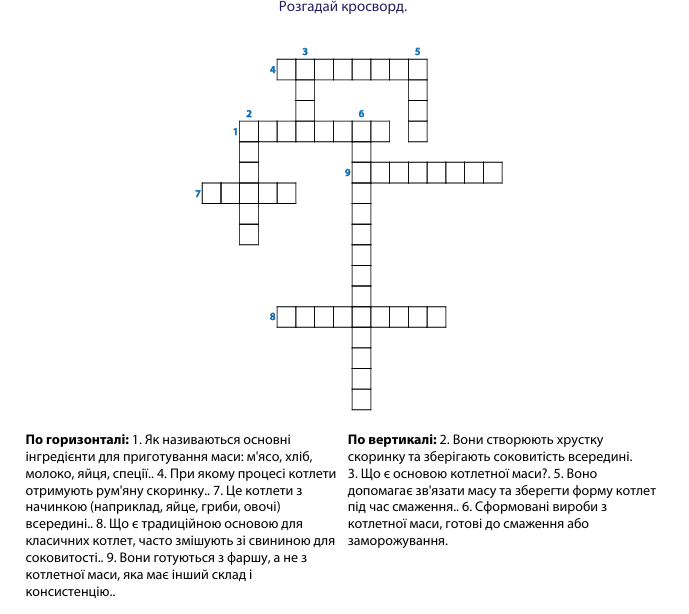 Розгадай кросворд.
3 5
4
2 6
1
9
7
8
По горизонталі: 1. Як називаються основні
інгредієнти для приготування маси: м'ясо, хліб,
молоко, яйця, спеції.. 4. При якому процесі котлети
отримують рум'яну скоринку.. 7. Це котлети з
начинкою (наприклад, яйце, гриби, овочі)
всередині.. 8. Що є традиційною основою для
класичних котлет, часто змішують зі свининою для
соковитості.. 9. Вони готуються з фаршу, а не з
котлетної маси, яка має інший склад і
консистенцію..
По вертикалі: 2. Вони створюють хрустку
скоринку та зберігають соковитість всередині.
3. Що є основою котлетної маси?. 5. Воно
допомагає зв'язати масу та зберегти форму котлет
під час смаження.. 6. Сформовані вироби з
котлетної маси, готові до смаження або
заморожування.